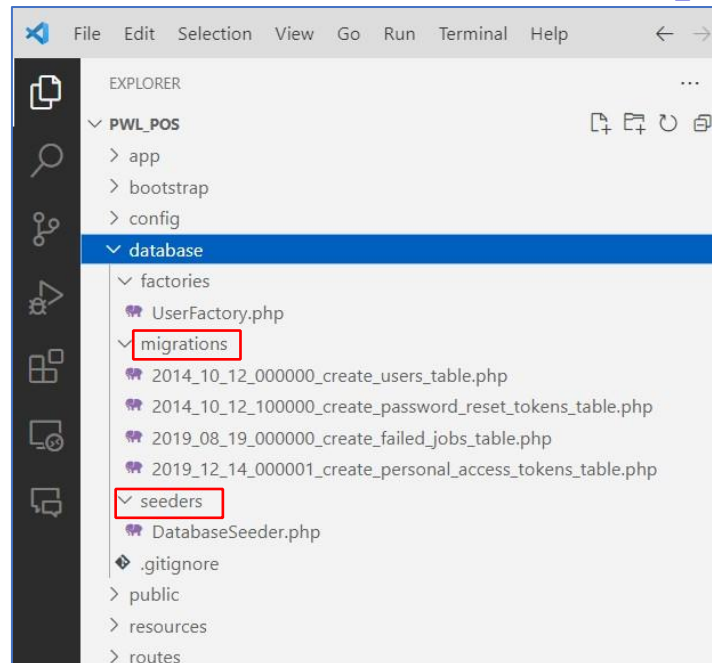 File Edit Selection View Go Run Terminal Help
EXPLORER
PWL_POS
app
bootstrap
config
database
factories
UserFactory.php
migrations
2014_10_12_000000_create_users_table.php
2014_10_12_100000_create_password_reset_tokens_table.php
2019_08_19_000000_create_failed_jobs_table.php
2019_12_14_000001_create_personal_access_tokens_table.php
seeders
DatabaseSeeder.php
.gitignore
public
resources
routes